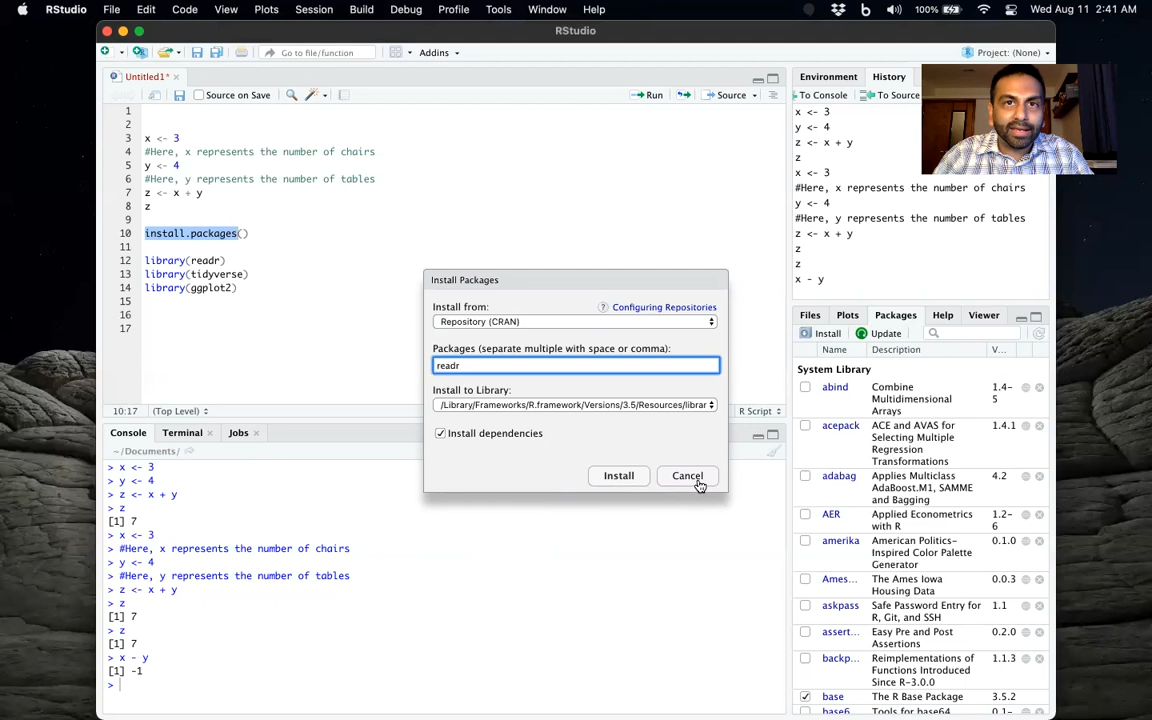 RStudio File Edit Code View Plots Session Build Debug Profile Tools Window Help 100% Wed Aug 11 2:41 AM
RStudio
Go to file/function Addins Project: (None)
Untitled1*
Source on Save Run Source
1
2
3 x <- 3
4 #Here, x represents the number of chairs
5 y <- 4
6 #Here, y represents the number of tables
7 z <- x + y
8 z
9
10 install.packages()
11
12 library(readr)
13 library(tidyverse)
14 library(ggplot2)
15
16
17
10:17 (Top Level) R Script
Console Terminal Jobs
~/Documents/
> x <- 3
> y <- 4
> z <- x + y
> z
[1] 7
> x <- 3
> #Here, x represents the number of chairs
> y <- 4
> #Here, y represents the number of tables
> z <- x + y
> z
[1] 7
> z
[1] 7
> x - y
[1] -1
>
Install Packages
Install from: ? Configuring Repositories
Repository (CRAN)
Packages (separate multiple with space or comma):
readr
Install to Library:
/Library/Frameworks/R.framework/Versions/3.5/Resources/librar
Install dependencies
Install Cancel
Environment History
To Console To Source
x <- 3
y <- 4
z <- x + y
z
x <- 3
#Here, x represents the number of chairs
y <- 4
#Here, y represents the number of tables
z <- x + y
z
z
x - y
Files Plots Packages Help Viewer
Install Update
Name Description V...
System Library
abind Combine Multidimensional Arrays 1.4-5
acepack ACE and AVAS for Selecting Multiple Regression Transformations 1.4.1
adabag Applies Multiclass AdaBoost.M1, SAMME and Bagging 4.2
AER Applied Econometrics with R 1.2-6
amerika American Politics-Inspired Color Palette Generator 0.1.0
Ames... The Ames Iowa Housing Data 0.0.3
askpass Safe Password Entry for R, Git, and SSH 1.1
assert... Easy Pre and Post Assertions 0.2.0
backp... Reimplementations of Functions Introduced Since R-3.0.0 1.1.3
base The R Base Package 3.5.2
base6 Tools for base64 0.1-